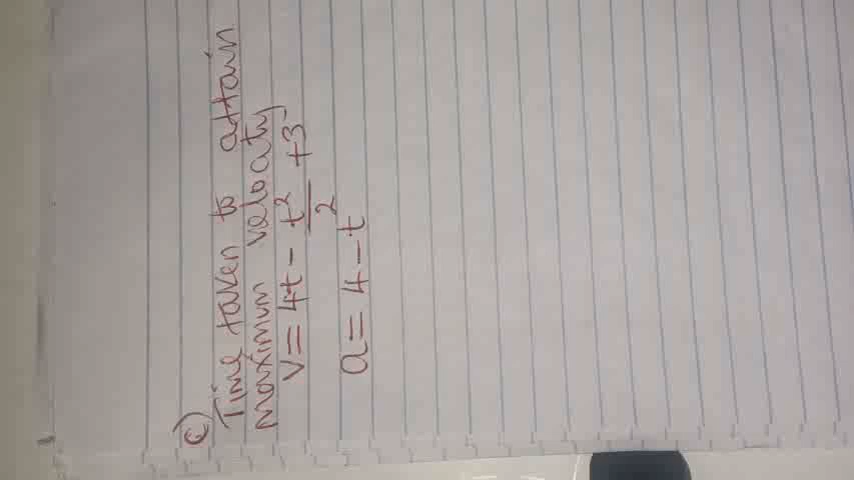 c)
Time taken to attain
maximum velocity
v = 4t - t²/2 + 3
a = 4 - t